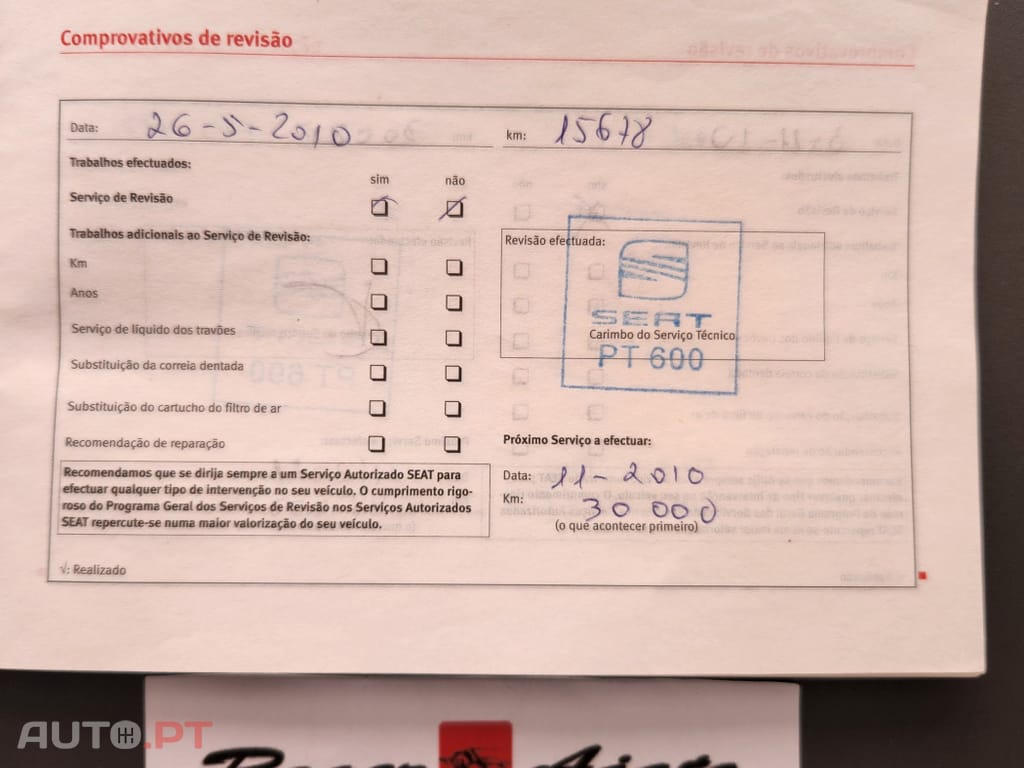 Comprovativos de revisão
Data: 26-5-2010 km: 15678
Trabalhos efectuados:
sim não
Serviço de Revisão
Trabalhos adicionais ao Serviço de Revisão:
Km
Anos
Serviço de líquido dos travões
Substituição da correia dentada
Substituição do cartucho do filtro de ar
Recomendação de reparação
Recomendamos que se dirija sempre a um Serviço Autorizado SEAT para
efectuar qualquer tipo de intervenção no seu veículo. O cumprimento rigo-
roso do Programa Geral dos Serviços de Revisão nos Serviços Autorizados
SEAT repercute-se numa maior valorização do seu veículo.
√: Realizado
Revisão efectuada:
SEAT
Carimbo do Serviço Técnico
PT 600
Próximo Serviço a efectuar:
Data: 11-2010
Km: 30 000
(o que acontecer primeiro)
AUTO.PT